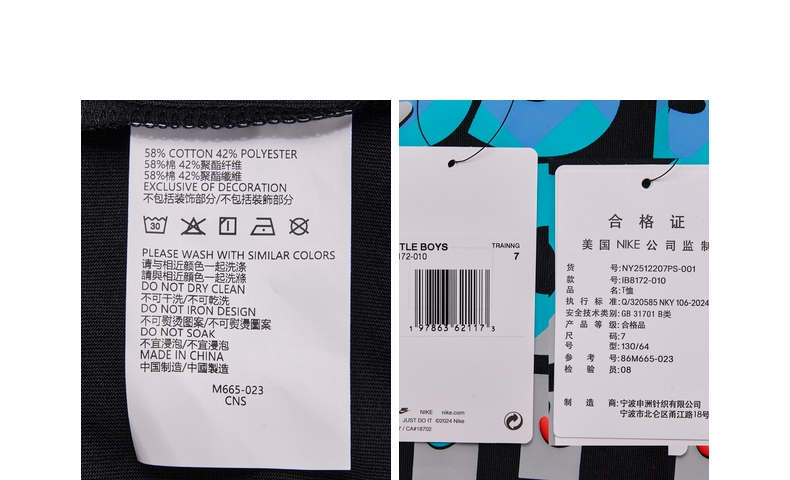 58% COTTON 42% POLYESTER
58%棉 42%聚酯纤维
58%棉 42%聚酯纖維
EXCLUSIVE OF DECORATION
不包括装饰部分/不包括裝飾部分
30
PLEASE WASH WITH SIMILAR COLORS
请与相近颜色一起洗涤
請與相近顏色一起洗滌
DO NOT DRY CLEAN
不可干洗/不可乾洗
DO NOT IRON DESIGN
不可熨烫图案/不可熨燙圖案
DO NOT SOAK
不宜浸泡/不宜浸泡
MADE IN CHINA
中国制造/中國製造
M665-023
CNS
TLE BOYS
TRAINNG
172-010
7
1 97863 62117 3
NIKE nike.com
JUST DO IT ©2024 Nike
/ CA#18702
合格证
美国 NIKE 公司监制
货 号:NY2512207PS-001
款 号:IB8172-010
品 名:T恤
执行标准:Q/320585 NKY 106-2024
安全技术类别:GB 31701 B类
产品等级:合格品
尺 码:7
号 型:130/64
参 考 号:86M665-023
检 验 员:08
制 造 商:宁波申洲针织有限公司
宁波市北仑区甬江路18号